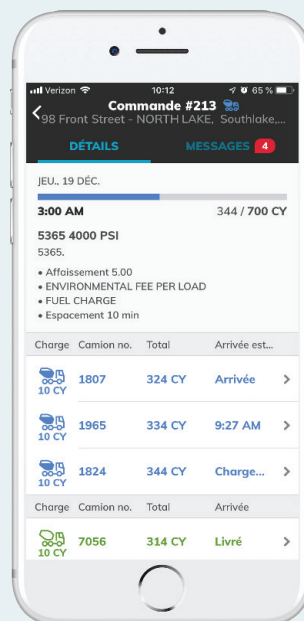 Verizon 10:12 65 %
Commande #213
98 Front Street - NORTH LAKE, Southlake,...
DÉTAILS MESSAGES 4
JEU., 19 DÉC.
3:00 AM 344 / 700 CY
5365 4000 PSI
5365.
• Affaissement 5.00
• ENVIRONMENTAL FEE PER LOAD
• FUEL CHARGE
• Espacement 10 min
Charge Camion no. Total Arrivée est...
10 CY 1807 324 CY Arrivée
10 CY 1965 334 CY 9:27 AM
10 CY 1824 344 CY Charge...
Charge Camion no. Total Arrivée
10 CY 7056 314 CY Livré